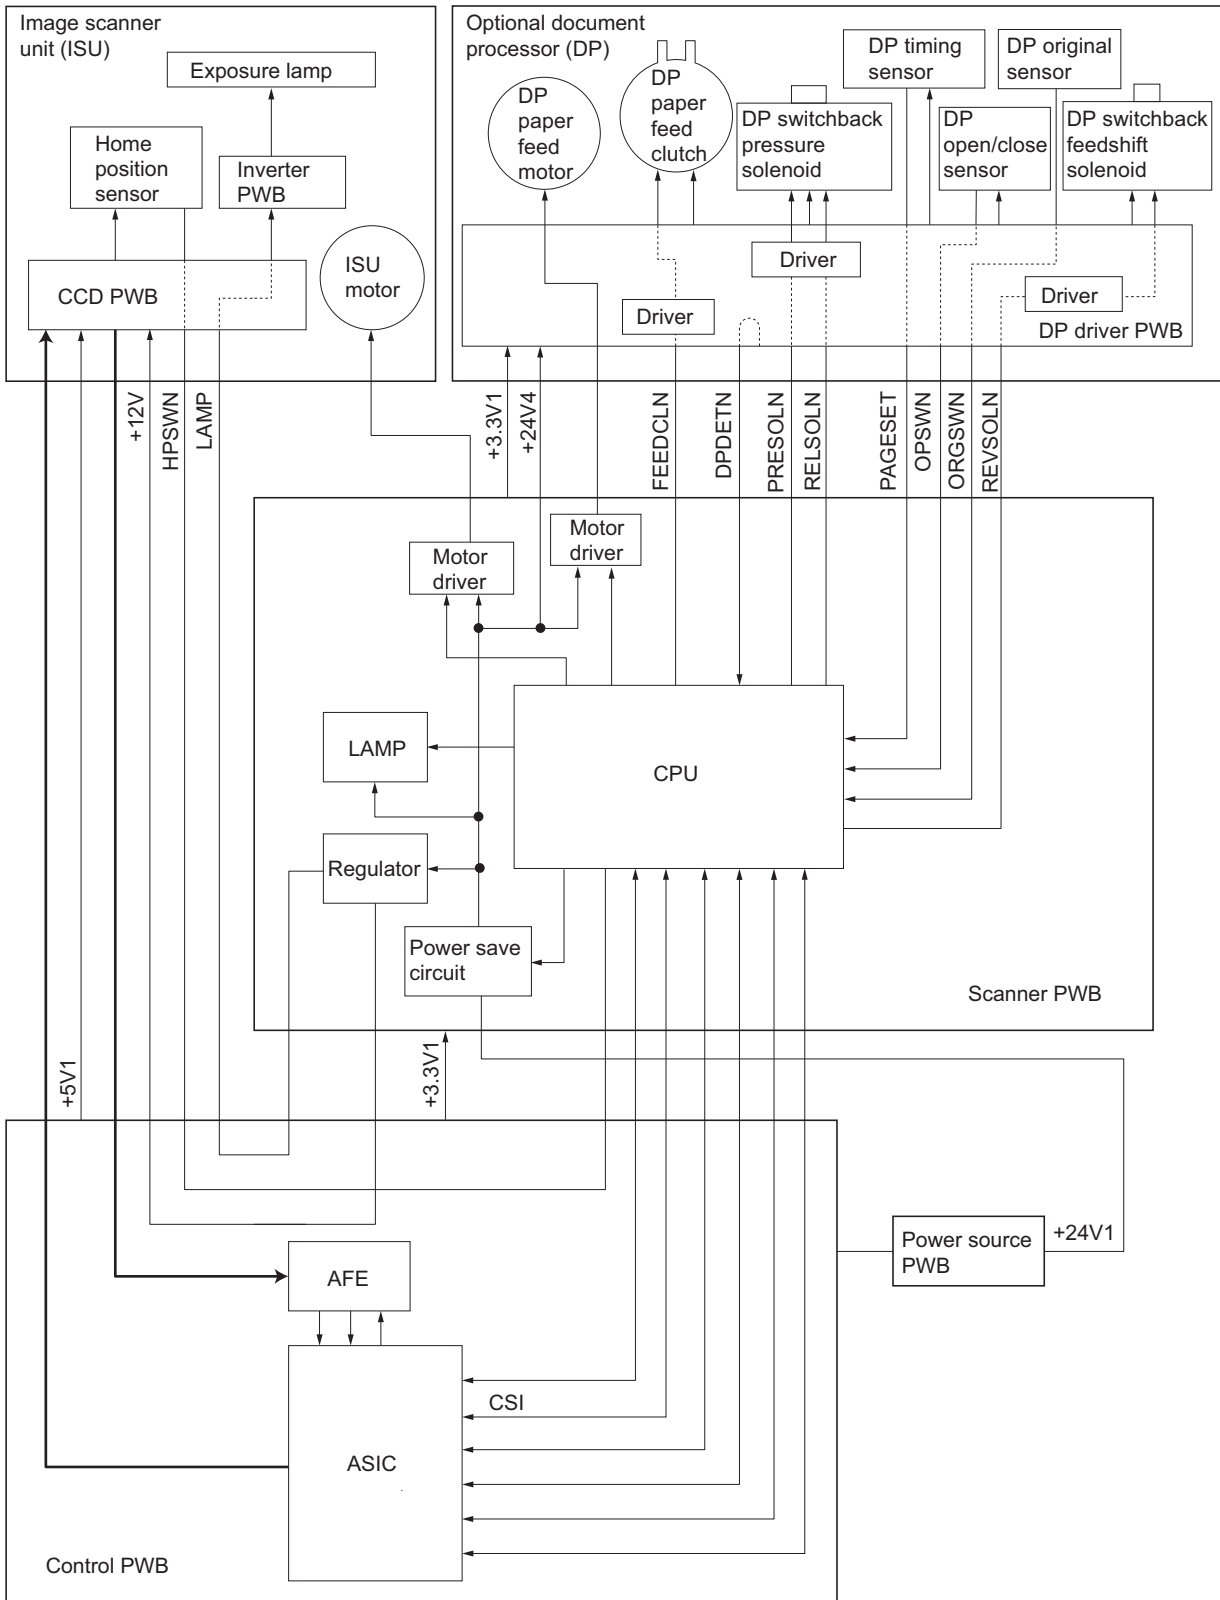 Image scanner
unit (ISU)
Exposure lamp
Home
position
sensor
Inverter
PWB
ISU
motor
CCD PWB
Optional document
processor (DP)
DP
paper
feed
motor
DP
paper
feed
clutch
DP switchback
pressure
solenoid
DP timing
sensor
DP original
sensor
DP
open/close
sensor
DP switchback
feedshift
solenoid
Driver
Driver
Driver
DP driver PWB
+12V
HPSWN
LAMP
+3.3V1
+24V4
FEEDCLN
DPDETN
PRESOLN
RELSOLN
PAGESET
OPSWN
ORGSWN
REVSOLN
Motor
driver
Motor
driver
LAMP
CPU
Regulator
Power save
circuit
Scanner PWB
+5V1
+3.3V1
Power source
PWB
+24V1
AFE
CSI
ASIC
Control PWB